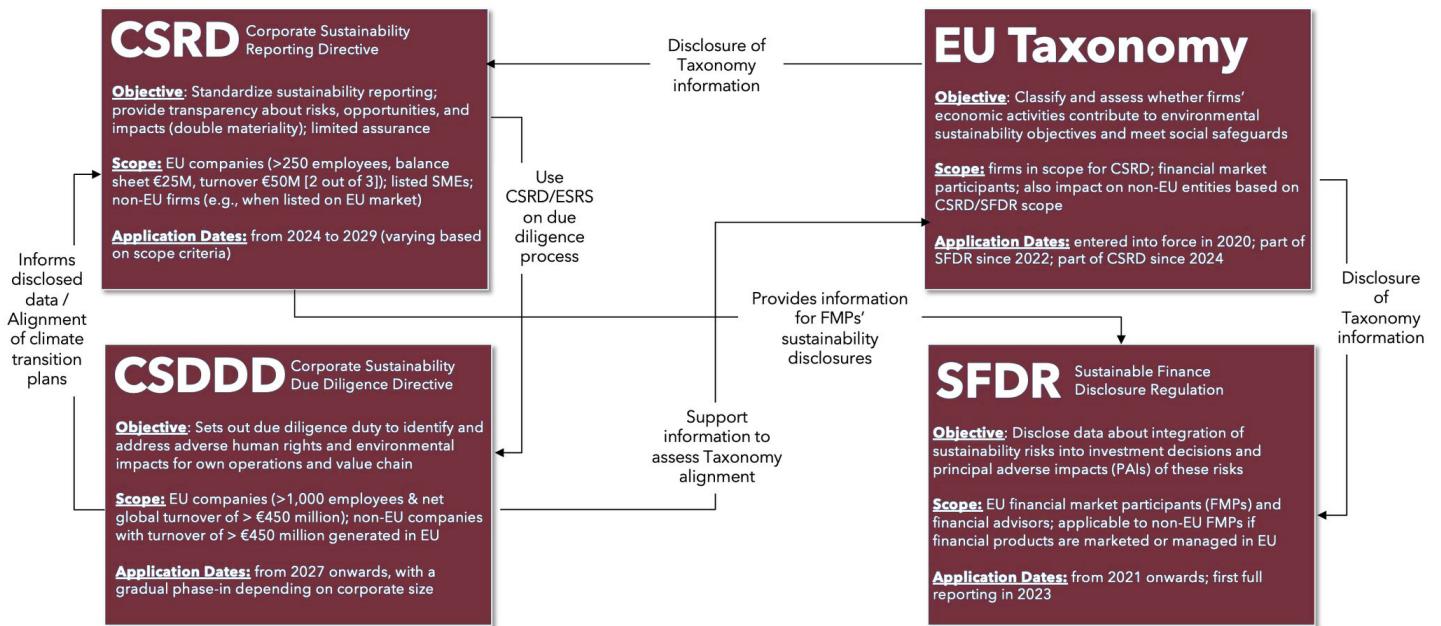 CSRD Corporate Sustainability
Reporting Directive
Objective: Standardize sustainability reporting;
provide transparency about risks, opportunities, and
impacts (double materiality); limited assurance
Scope: EU companies (>250 employees, balance
sheet €25M, turnover €50M [2 out of 3]); listed SMEs;
non-EU firms (e.g., when listed on EU market)
Application Dates: from 2024 to 2029 (varying based
on scope criteria)
Disclosure of
Taxonomy
information
EU Taxonomy
Objective: Classify and assess whether firms'
economic activities contribute to environmental
sustainability objectives and meet social safeguards
Scope: firms in scope for CSRD; financial market
participants; also impact on non-EU entities based on
CSRD/SFDR scope
Application Dates: entered into force in 2020; part of
SFDR since 2022; part of CSRD since 2024
Use
CSRD/ESRS
on due
diligence
process
Informs
disclosed
data /
Alignment
of climate
transition
plans
Provides information
for FMPs'
sustainability
disclosures
Disclosure
of
Taxonomy
information
CSDDD Corporate Sustainability
Due Diligence Directive
Objective: Sets out due diligence duty to identify and
address adverse human rights and environmental
impacts for own operations and value chain
Scope: EU companies (>1,000 employees & net
global turnover of > €450 million); non-EU companies
with turnover of > €450 million generated in EU
Application Dates: from 2027 onwards, with a
gradual phase-in depending on corporate size
Support
information to
assess Taxonomy
alignment
SFDR Sustainable Finance
Disclosure Regulation
Objective: Disclose data about integration of
sustainability risks into investment decisions and
principal adverse impacts (PAIs) of these risks
Scope: EU financial market participants (FMPs) and
financial advisors; applicable to non-EU FMPs if
financial products are marketed or managed in EU
Application Dates: from 2021 onwards; first full
reporting in 2023